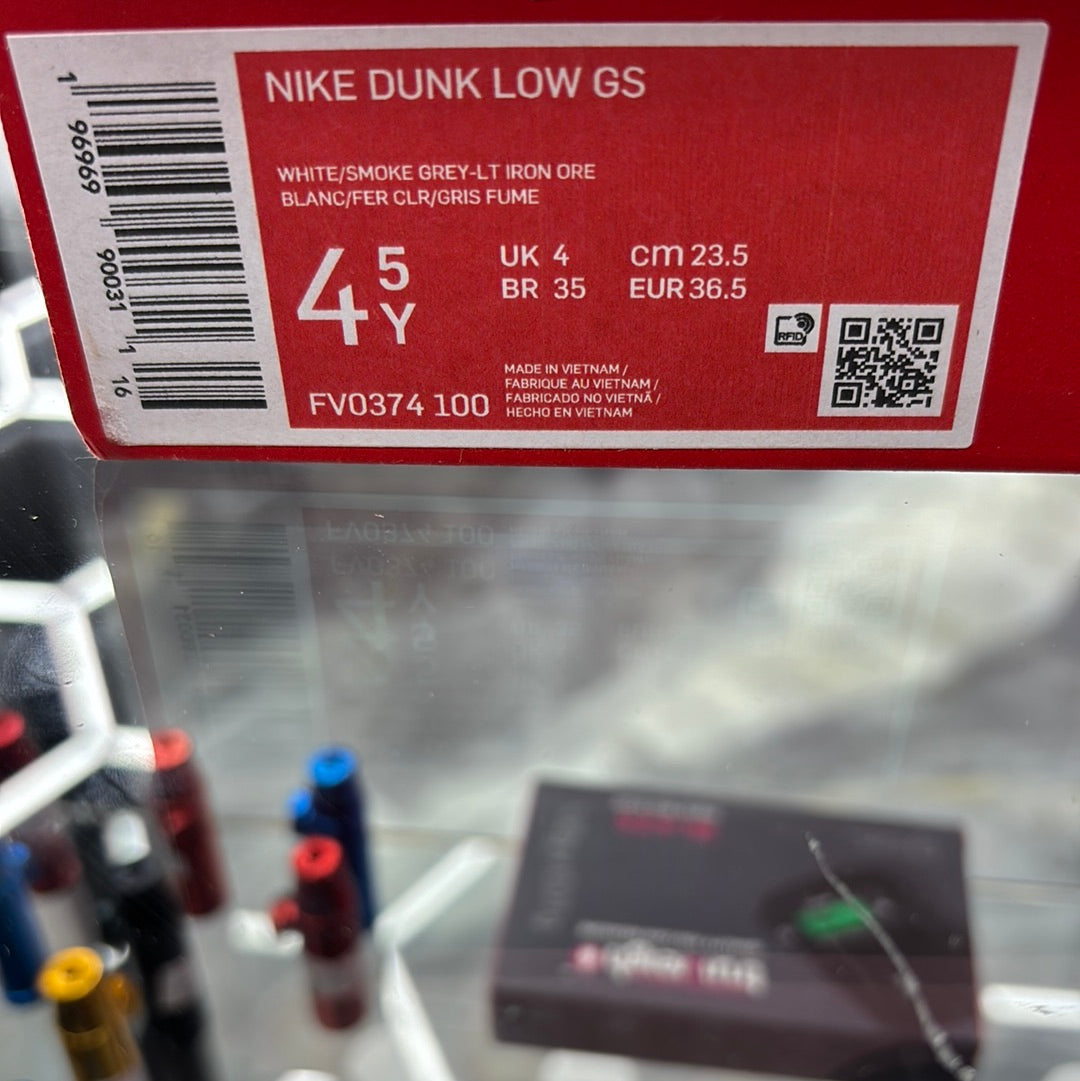 NIKE DUNK LOW GS
WHITE/SMOKE GREY-LT IRON ORE
BLANC/FER CLR/GRIS FUME
4 5 Y
UK 4
cm 23.5
BR 35
EUR 36.5
RFID
FV0374 100
MADE IN VIETNAM /
FABRIQUE AU VIETNAM /
FABRICADO NO VIETNÃ /
HECHO EN VIETNAM
1 96969 90031 1 16